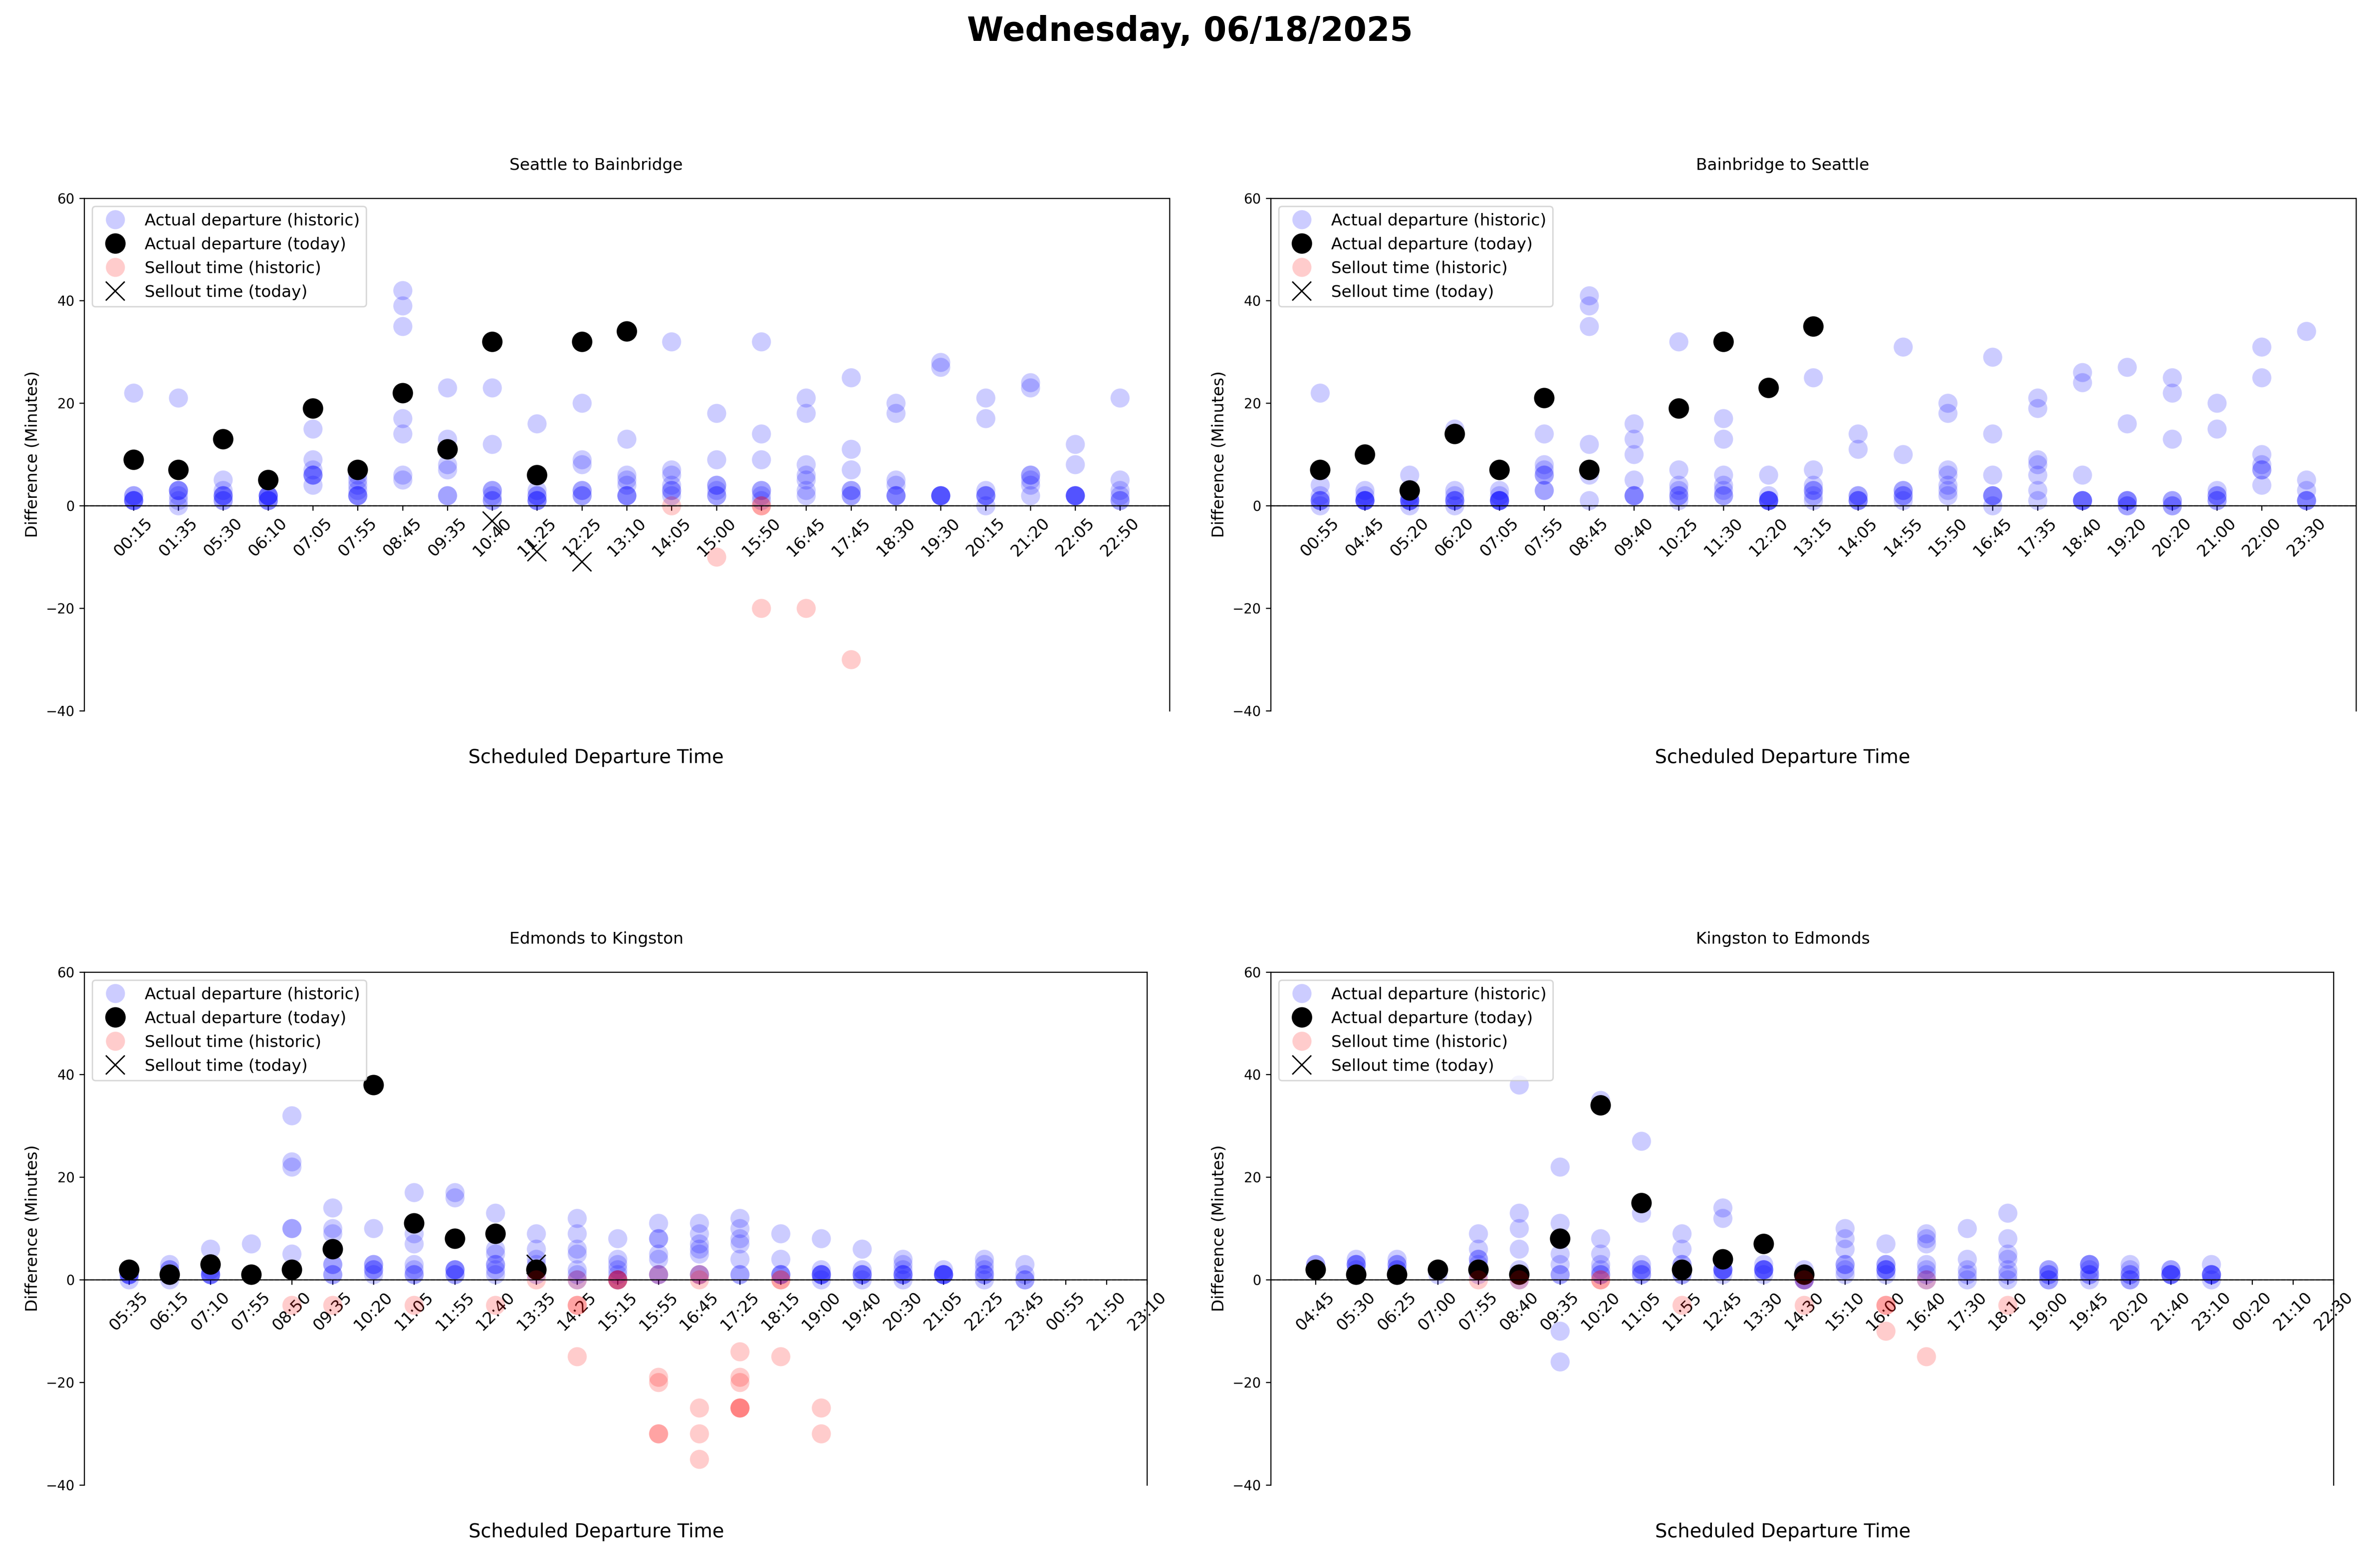 Wednesday, 06/18/2025
Seattle to Bainbridge
60
40
20
0
−20
−40
Difference (Minutes)
Actual departure (historic)
Actual departure (today)
Sellout time (historic)
Sellout time (today)
00:15 01:35 05:30 06:10 07:05 07:55 08:45 09:35 10:40 11:25 12:25 13:10 14:05 15:00 15:50 16:45 17:45 18:30 19:30 20:15 21:20 22:05 22:50
Scheduled Departure Time
Bainbridge to Seattle
60
40
20
0
−20
−40
Difference (Minutes)
Actual departure (historic)
Actual departure (today)
Sellout time (historic)
Sellout time (today)
00:55 04:45 05:20 06:20 07:05 07:55 08:45 09:40 10:25 11:30 12:20 13:15 14:05 14:55 15:50 16:45 17:35 18:40 19:20 20:20 21:00 22:00 23:30
Scheduled Departure Time
Edmonds to Kingston
60
40
20
0
−20
−40
Difference (Minutes)
Actual departure (historic)
Actual departure (today)
Sellout time (historic)
Sellout time (today)
05:35 06:15 07:10 07:55 08:50 09:35 10:20 11:05 11:55 12:40 13:35 14:25 15:15 15:55 16:45 17:25 18:15 19:00 19:40 20:30 21:05 22:25 23:45 00:55 21:50 23:10
Scheduled Departure Time
Kingston to Edmonds
60
40
20
0
−20
−40
Difference (Minutes)
Actual departure (historic)
Actual departure (today)
Sellout time (historic)
Sellout time (today)
04:45 05:30 06:25 07:00 07:55 08:40 09:35 10:20 11:05 11:55 12:45 13:30 14:30 15:10 16:00 16:40 17:30 18:10 19:00 19:45 20:20 21:40 23:10 00:20 21:10 22:30
Scheduled Departure Time